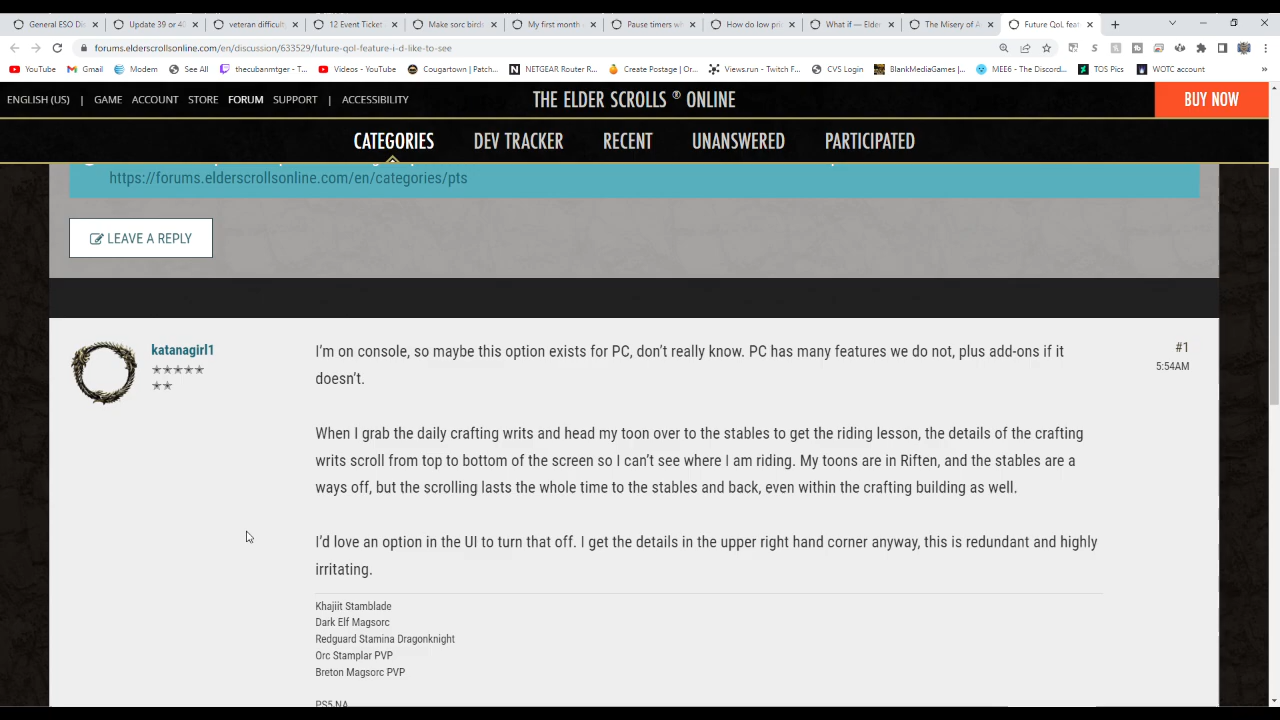 General ESO Di
Update 39 or 40
veteran difficult
12 Event Ticket
Make sorc birds
My first month
Pause timers wh
How do low pri
What if — Elder
The Misery of A
Future QoL feat
forums.elderscrollsonline.com/en/discussion/633529/future-qol-feature-i-d-like-to-see
YouTube
Gmail
Modem
See All
thecubanmtger - T...
Videos - YouTube
Cougartown | Patch...
NETGEAR Router R...
Create Postage | Or...
Views.run - Twitch F...
CVS Login
BlankMediaGames |...
MEE6 - The Discord...
TOS Pics
WOTC account
»
ENGLISH (US) | GAME ACCOUNT STORE FORUM SUPPORT | ACCESSIBILITY
THE ELDER SCROLLS ® ONLINE
BUY NOW
CATEGORIES DEV TRACKER RECENT UNANSWERED PARTICIPATED
https://forums.elderscrollsonline.com/en/categories/pts
LEAVE A REPLY
katanagirl1
★★★★★
★★
#1
5:54AM
I'm on console, so maybe this option exists for PC, don't really know. PC has many features we do not, plus add-ons if it
doesn't.
When I grab the daily crafting writs and head my toon over to the stables to get the riding lesson, the details of the crafting
writs scroll from top to bottom of the screen so I can't see where I am riding. My toons are in Riften, and the stables are a
ways off, but the scrolling lasts the whole time to the stables and back, even within the crafting building as well.
I'd love an option in the UI to turn that off. I get the details in the upper right hand corner anyway, this is redundant and highly
irritating.
Khajiit Stamblade
Dark Elf Magsorc
Redguard Stamina Dragonknight
Orc Stamplar PVP
Breton Magsorc PVP
PS5 NA